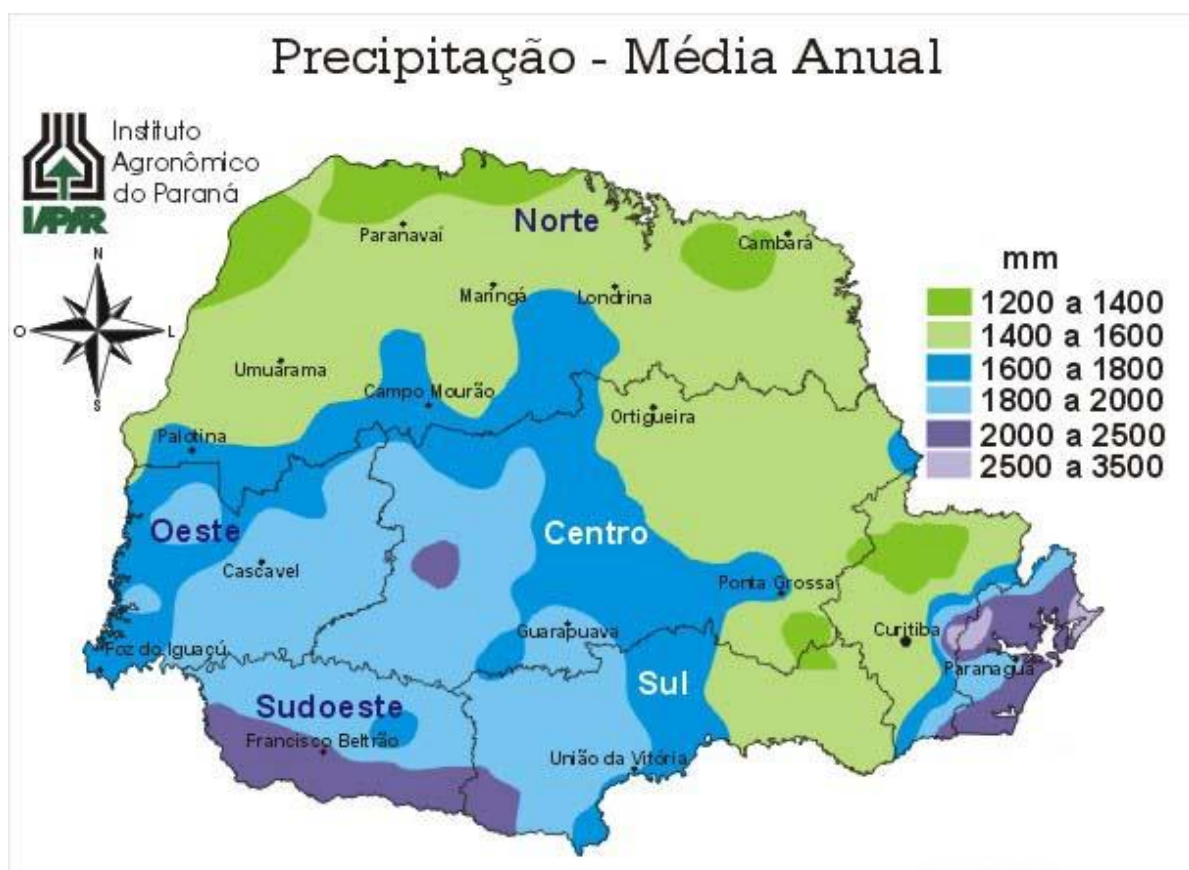 Precipitação - Média Anual
Instituto
Agronômico
do Paraná
IAPAR
N
O
L
S
Norte
Paranavaí
Cambará
Maringá
Londrina
Umuarama
Campo Mourão
Ortigueira
Palotina
Oeste
Centro
Cascavel
Ponta Grossa
Guarapuava
Curitiba
Foz do Iguaçú
Paranaguá
Sul
Sudoeste
Francisco Beltrão
União da Vitória
mm
1200 a 1400
1400 a 1600
1600 a 1800
1800 a 2000
2000 a 2500
2500 a 3500